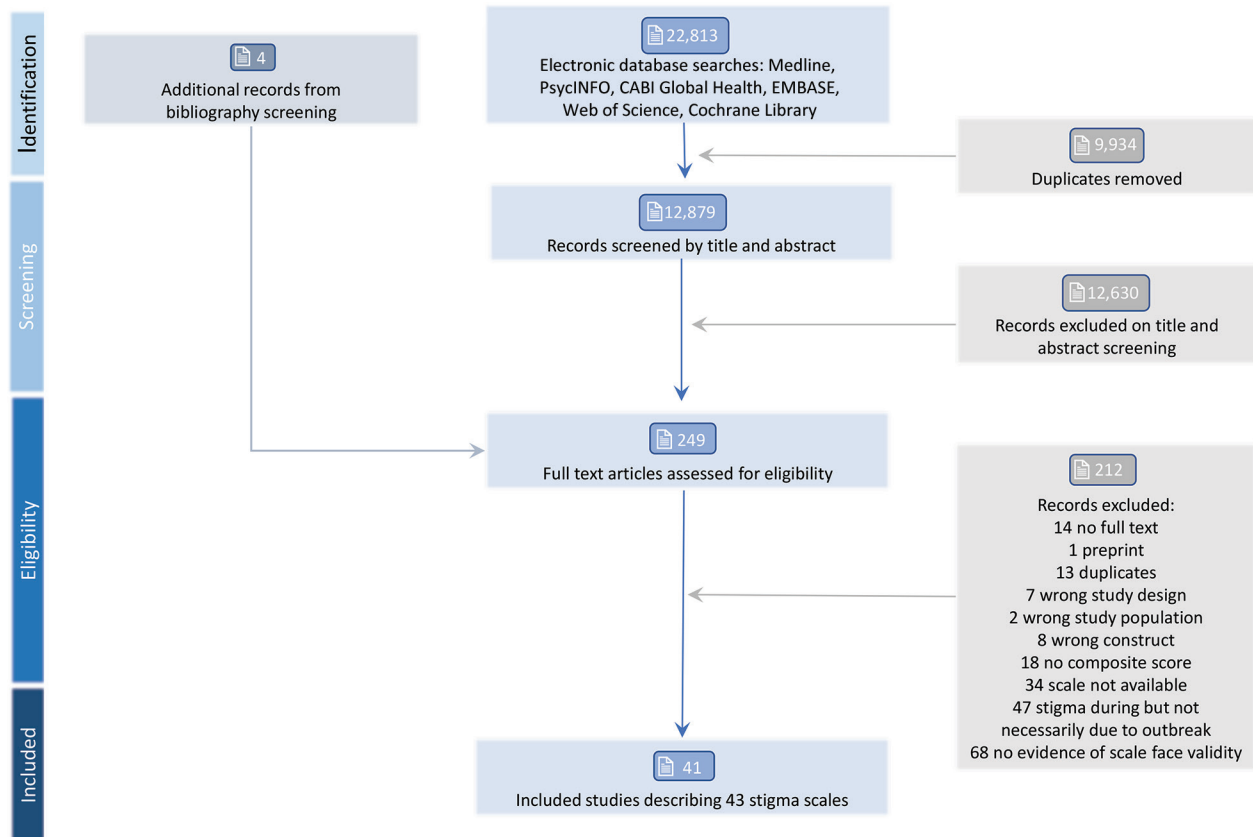 Identification
4
Additional records from
bibliography screening
22,813
Electronic database searches: Medline,
PsycINFO, CABI Global Health, EMBASE,
Web of Science, Cochrane Library
9,934
Duplicates removed
Screening
12,879
Records screened by title and abstract
12,630
Records excluded on title and
abstract screening
Eligibility
249
Full text articles assessed for eligibility
212
Records excluded:
14 no full text
1 preprint
13 duplicates
7 wrong study design
2 wrong study population
8 wrong construct
18 no composite score
34 scale not available
47 stigma during but not
necessarily due to outbreak
68 no evidence of scale face validity
Included
41
Included studies describing 43 stigma scales